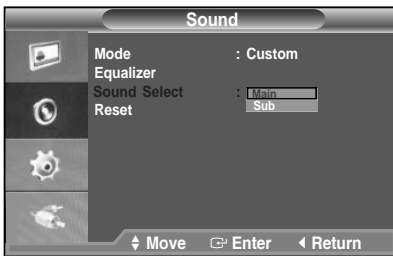 Sound
Mode : Custom
Equalizer
Sound Select : Main
Sub
Reset
Move Enter Return